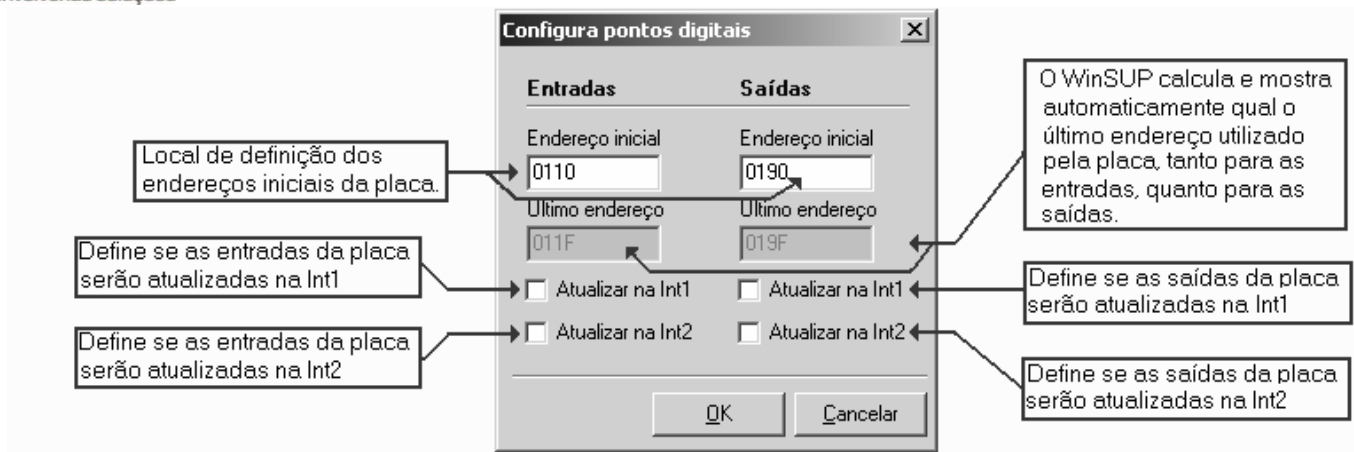 Configura pontos digitais
Entradas
Saídas
Endereço inicial
Endereço inicial
0110
0190
Ultimo endereço
Ultimo endereço
011F
019F
Atualizar na Int1
Atualizar na Int1
Atualizar na Int2
Atualizar na Int2
OK
Cancelar
Local de definição dos
endereços iniciais da placa.
Define se as entradas da placa
serão atualizadas na Int1
Define se as entradas da placa
serão atualizadas na Int2
O WinSUP calcula e mostra
automaticamente qual o
último endereço utilizado
pela placa, tanto para as
entradas, quanto para as
saídas.
Define se as saídas da placa
serão atualizadas na Int1
Define se as saídas da placa
serão atualizadas na Int2